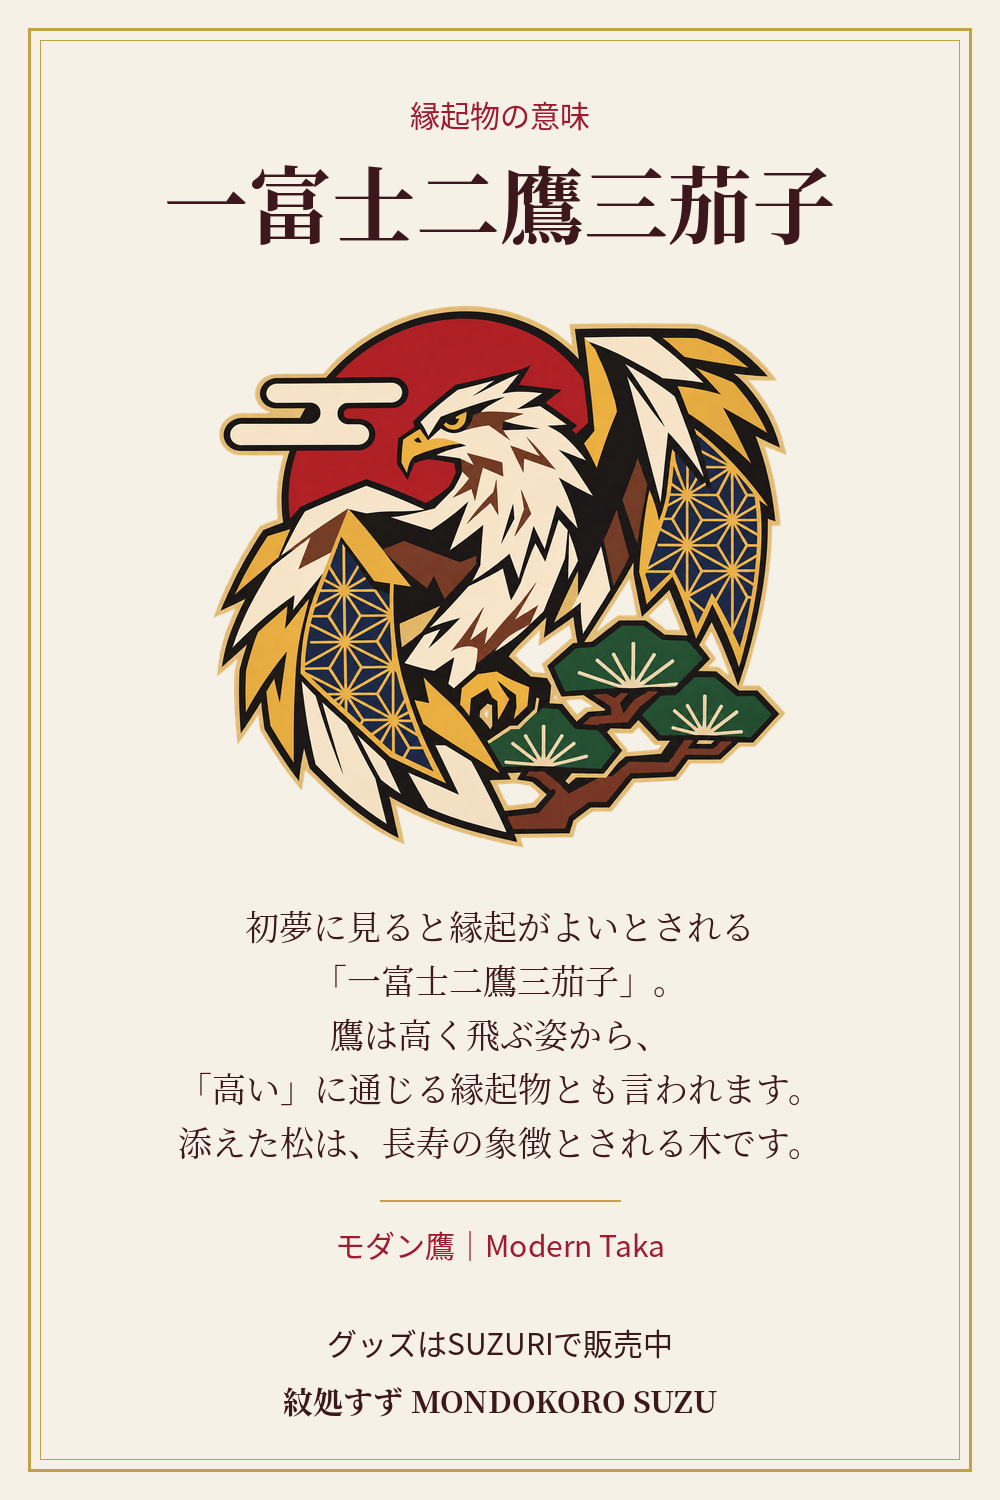 縁起物の意味
一富士二鷹三茄子
初夢に見ると縁起がよいとされる
「一富士二鷹三茄子」。
鷹は高く飛ぶ姿から、
「高い」に通じる縁起物とも言われます。
添えた松は、長寿の象徴とされる木です。
モダン鷹｜Modern Taka
グッズはSUZURIで販売中
紋処すず MONDOKORO SUZU